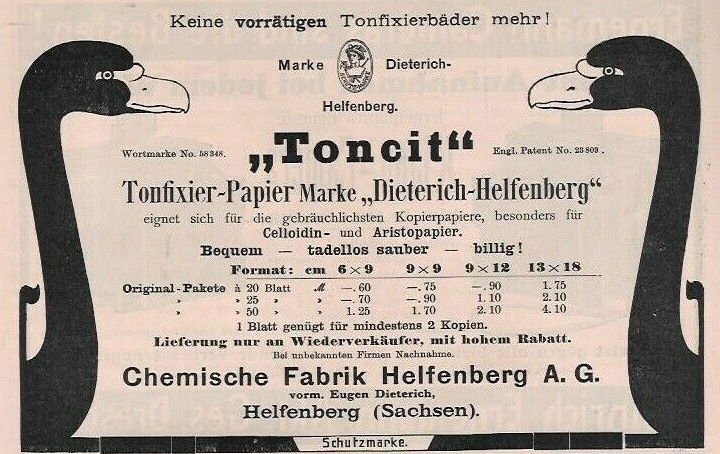 Keine vorrätigen Tonfixierbäder mehr!
Marke Dieterich-
Helfenberg.
Wortmarke No. 58348. „Toncit“ Engl. Patent No. 23809.
Tonfixier-Papier Marke „Dieterich-Helfenberg“
eignet sich für die gebräuchlichsten Kopierpapiere, besonders für
Celloidin- und Aristopapier.
Bequem — tadellos sauber — billig!
Format: cm 6×9 9×9 9×12 13×18
Original-Pakete à 20 Blatt ℳ —.60 —.75 —.90 1.75
„ „ 25 „ „ —.70 —.90 1.10 2.10
„ „ 50 „ „ 1.25 1.70 2.10 4.10
1 Blatt genügt für mindestens 2 Kopien.
Lieferung nur an Wiederverkäufer, mit hohem Rabatt.
Bei unbekannten Firmen Nachnahme.
Chemische Fabrik Helfenberg A. G.
vorm. Eugen Dieterich,
Helfenberg (Sachsen).
Schutzmarke.